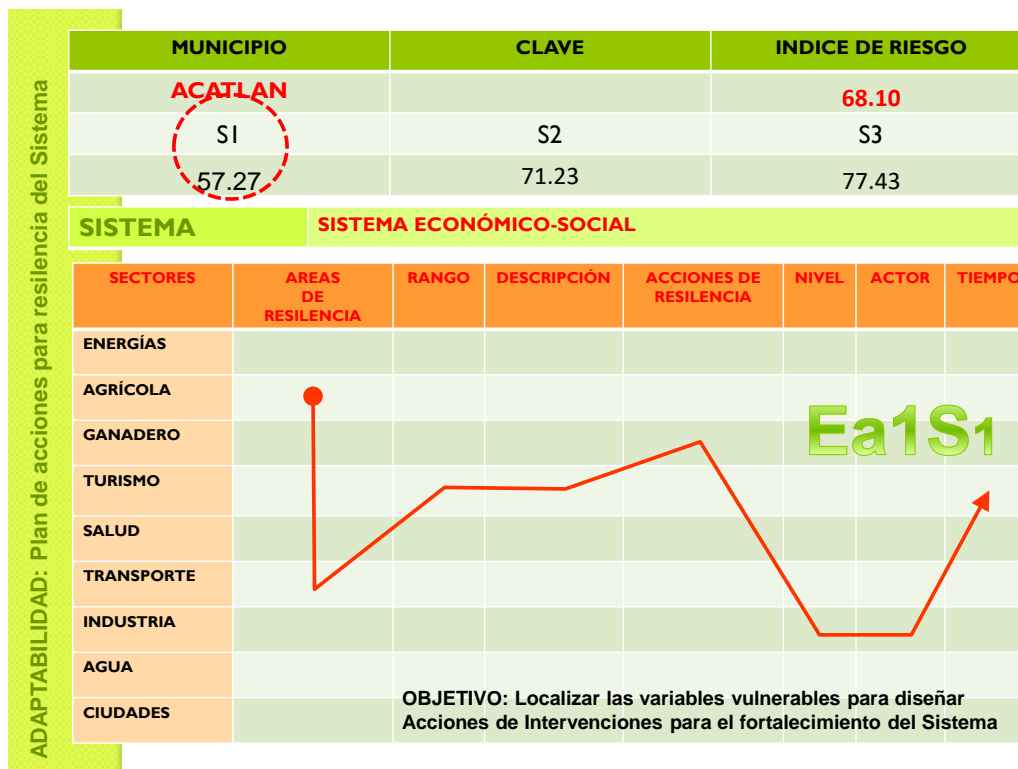 ADAPTABILIDAD: Plan de acciones para resilencia del Sistema
MUNICIPIO CLAVE INDICE DE RIESGO
ACATLAN 68.10
S1 S2 S3
57.27 71.23 77.43
SISTEMA SISTEMA ECONÓMICO-SOCIAL
SECTORES AREAS DE RESILENCIA RANGO DESCRIPCIÓN ACCIONES DE RESILENCIA NIVEL ACTOR TIEMPO
ENERGÍAS
AGRÍCOLA
GANADERO
Ea1S1
TURISMO
SALUD
TRANSPORTE
INDUSTRIA
AGUA
OBJETIVO: Localizar las variables vulnerables para diseñar
Acciones de Intervenciones para el fortalecimiento del Sistema
CIUDADES